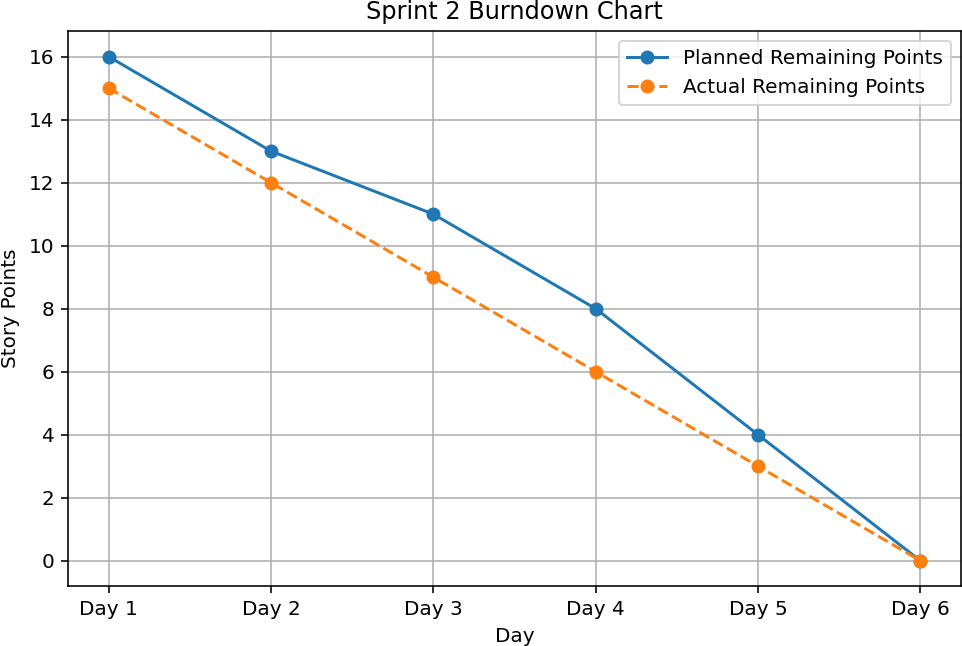 Sprint 2 Burndown Chart
Planned Remaining Points
Actual Remaining Points
16
14
12
10
8
6
4
2
0
Story Points
Day 1 Day 2 Day 3 Day 4 Day 5 Day 6
Day